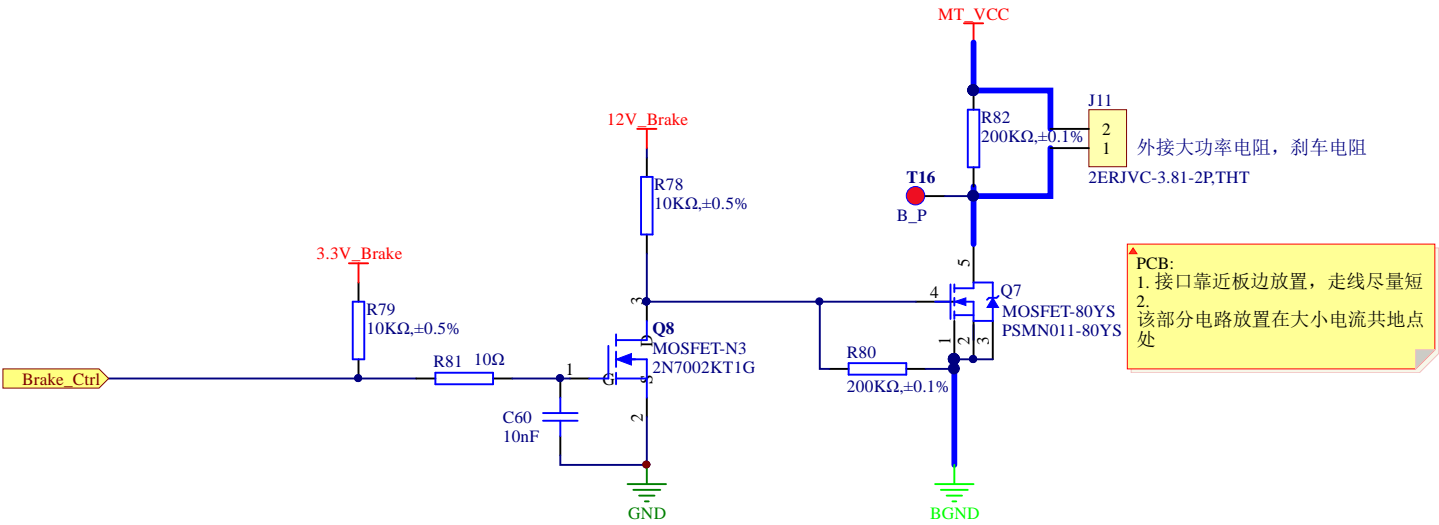 MT_VCC
J11
R82
200KΩ,±0.1%
2
1
外接大功率电阻，刹车电阻
2ERJVC-3.81-2P,THT
12V_Brake
R78
10KΩ,±0.5%
T16
B_P
3.3V_Brake
R79
10KΩ,±0.5%
PCB:
1. 接口靠近板边放置，走线尽量短
2.
该部分电路放置在大小电流共地点
处
5
4
Q7
MOSFET-80YS
PSMN011-80YS
1
2
3
3
Q8
D
MOSFET-N3
2N7002KT1G
G
S
1
2
R81
10Ω
Brake_Ctrl
R80
200KΩ,±0.1%
C60
10nF
GND
BGND